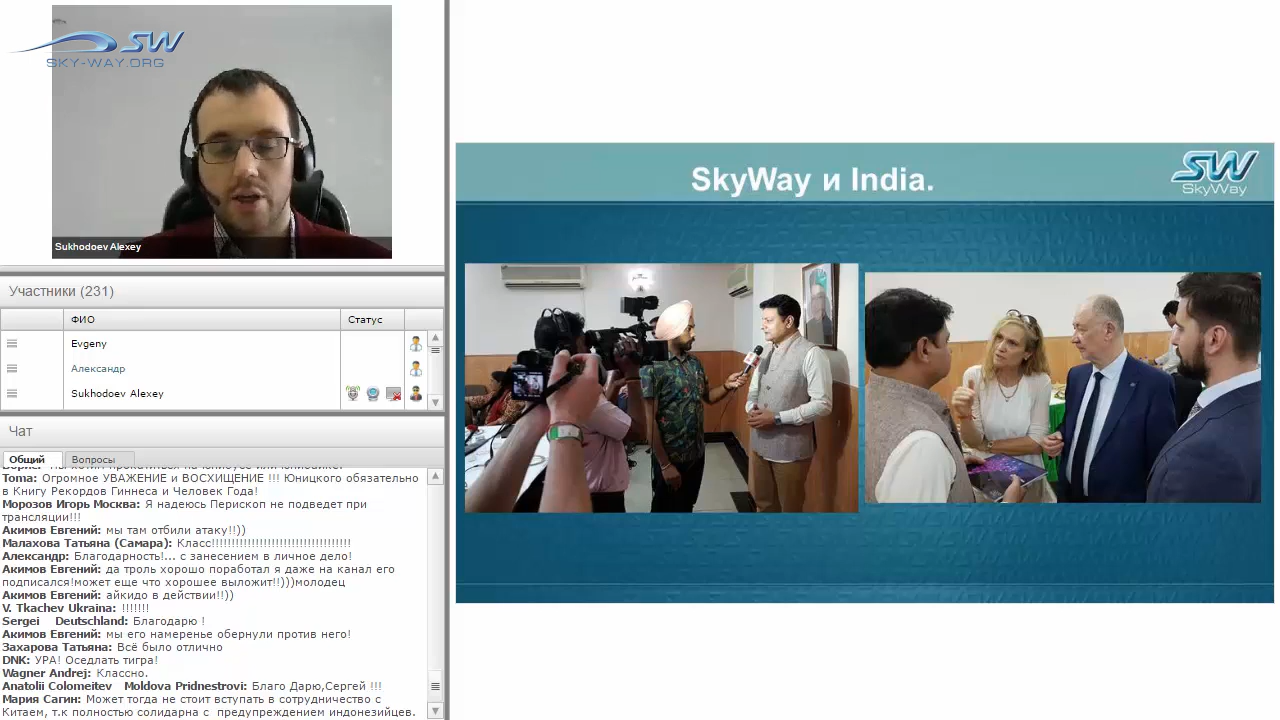 SW
SKY-WAY.ORG
Sukhodoev Alexey
Участники (231)
ФИО
Статус
Evgeny
Александр
Sukhodoev Alexey
Чат
Общий
Вопросы
Toma: Огромное УВАЖЕНИЕ и ВОСХИЩЕНИЕ !!! Юницкого обязательно
в Книгу Рекордов Гиннеса и Человек Года!
Морозов Игорь Москва: Я надеюсь Перископ не подведет при
трансляции!!!
Акимов Евгений: мы там отбили атаку!!))
Малахова Татьяна (Самара): Класс!!!!!!!!!!!!!!!!!!!!!!!!!!!!!!!!!!!
Александр: Благодарность!... с занесением в личное дело!
Акимов Евгений: да троль хорошо поработал я даже на канал его
подписался!может еще что хорошее выложит!!)))молодец
Акимов Евгений: айкидо в действии!!))
V. Tkachev Ukraina: !!!!!!!
Sergei Deutschland: Благодарю !
Акимов Евгений: мы его намеренье обернули против него!
Захарова Татьяна: Всё было отлично
DNK: УРА! Оседлать тигра!
Wagner Andrej: Классно.
Anatolii Colomeitev Moldova Pridnestrovi: Благо Дарю,Сергей !!!
Мария Сагин: Может тогда не стоит вступать в сотрудничество с
Китаем, т.к полностью солидарна с предупреждением индонезийцев.
SkyWay и India.
SW
SkyWay